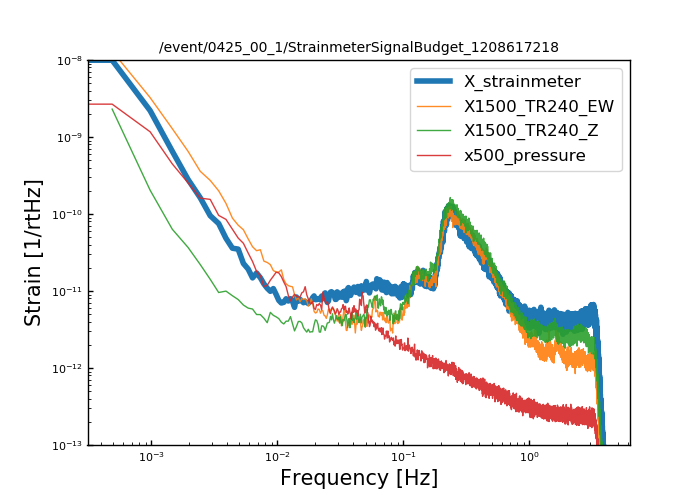 /event/0425_00_1/StrainmeterSignalBudget_1208617218
Strain [1/rtHz]
10⁻⁸
10⁻⁹
10⁻¹⁰
10⁻¹¹
10⁻¹²
10⁻¹³
X_strainmeter
X1500_TR240_EW
X1500_TR240_Z
x500_pressure
10⁻³ 10⁻² 10⁻¹ 10⁰
Frequency [Hz]